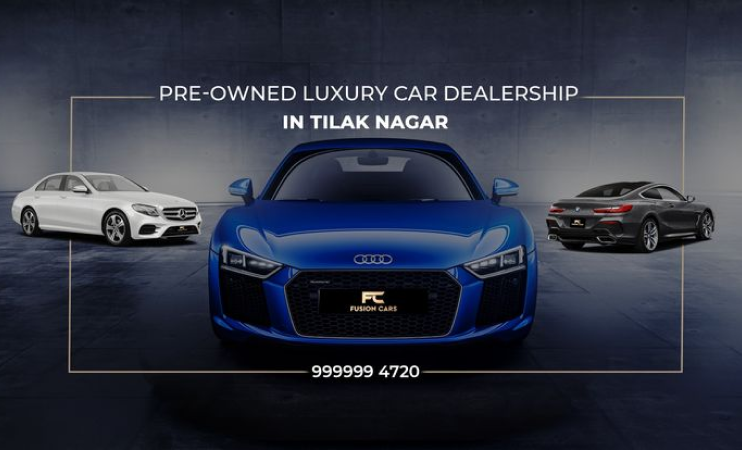 PRE-OWNED LUXURY CAR DEALERSHIP
IN TILAK NAGAR
FC
FUSION CARS
999999 4720